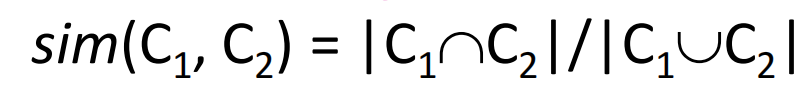 sim(C₁, C₂) = |C₁∩C₂|/|C₁∪C₂|